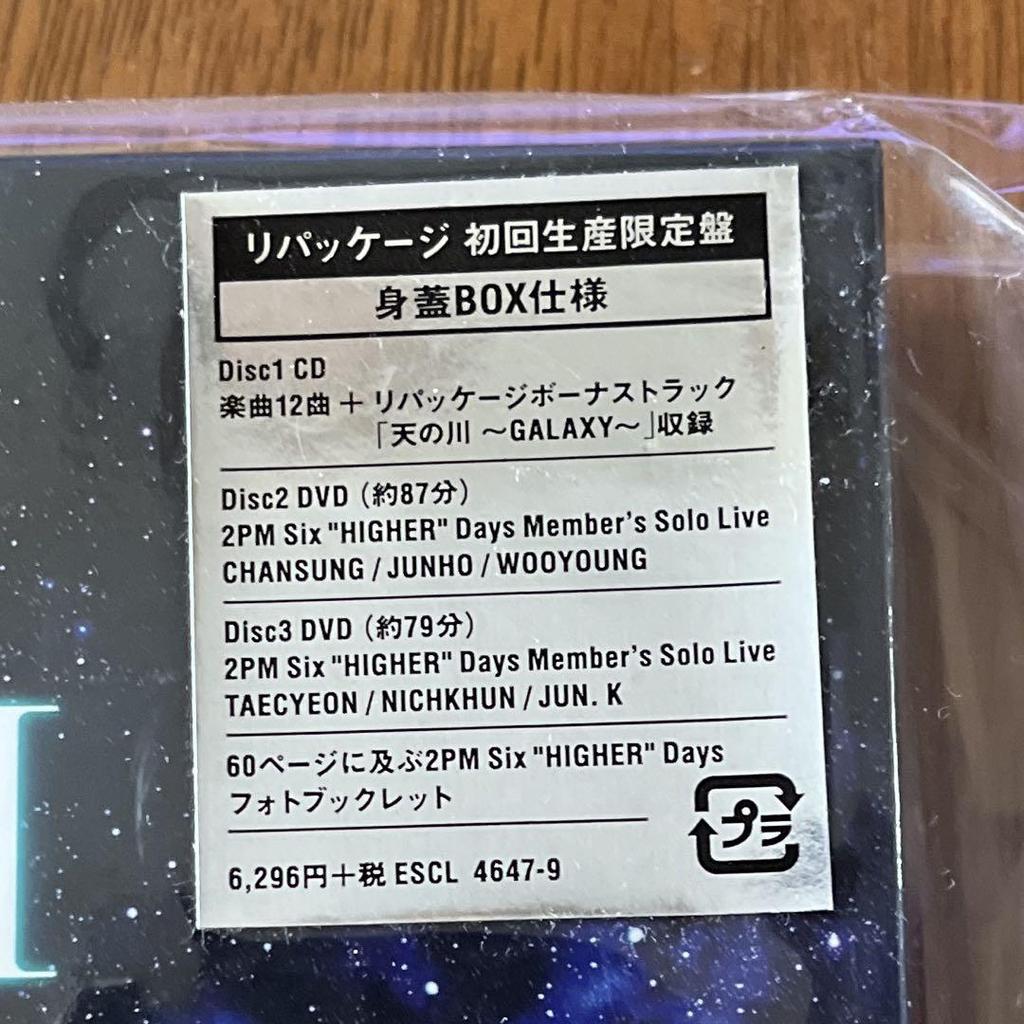 リパッケージ 初回生産限定盤
身蓋BOX仕様
Disc1 CD
楽曲12曲 + リパッケージボーナストラック
「天の川 ～GALAXY～」収録
Disc2 DVD (約87分)
2PM Six "HIGHER" Days Member's Solo Live
CHANSUNG / JUNHO / WOOYOUNG
Disc3 DVD (約79分)
2PM Six "HIGHER" Days Member's Solo Live
TAECYEON / NICHKHUN / JUN. K
60ページに及ぶ2PM Six "HIGHER" Days
フォトブックレット
プラ
6,296円+税 ESCL 4647-9